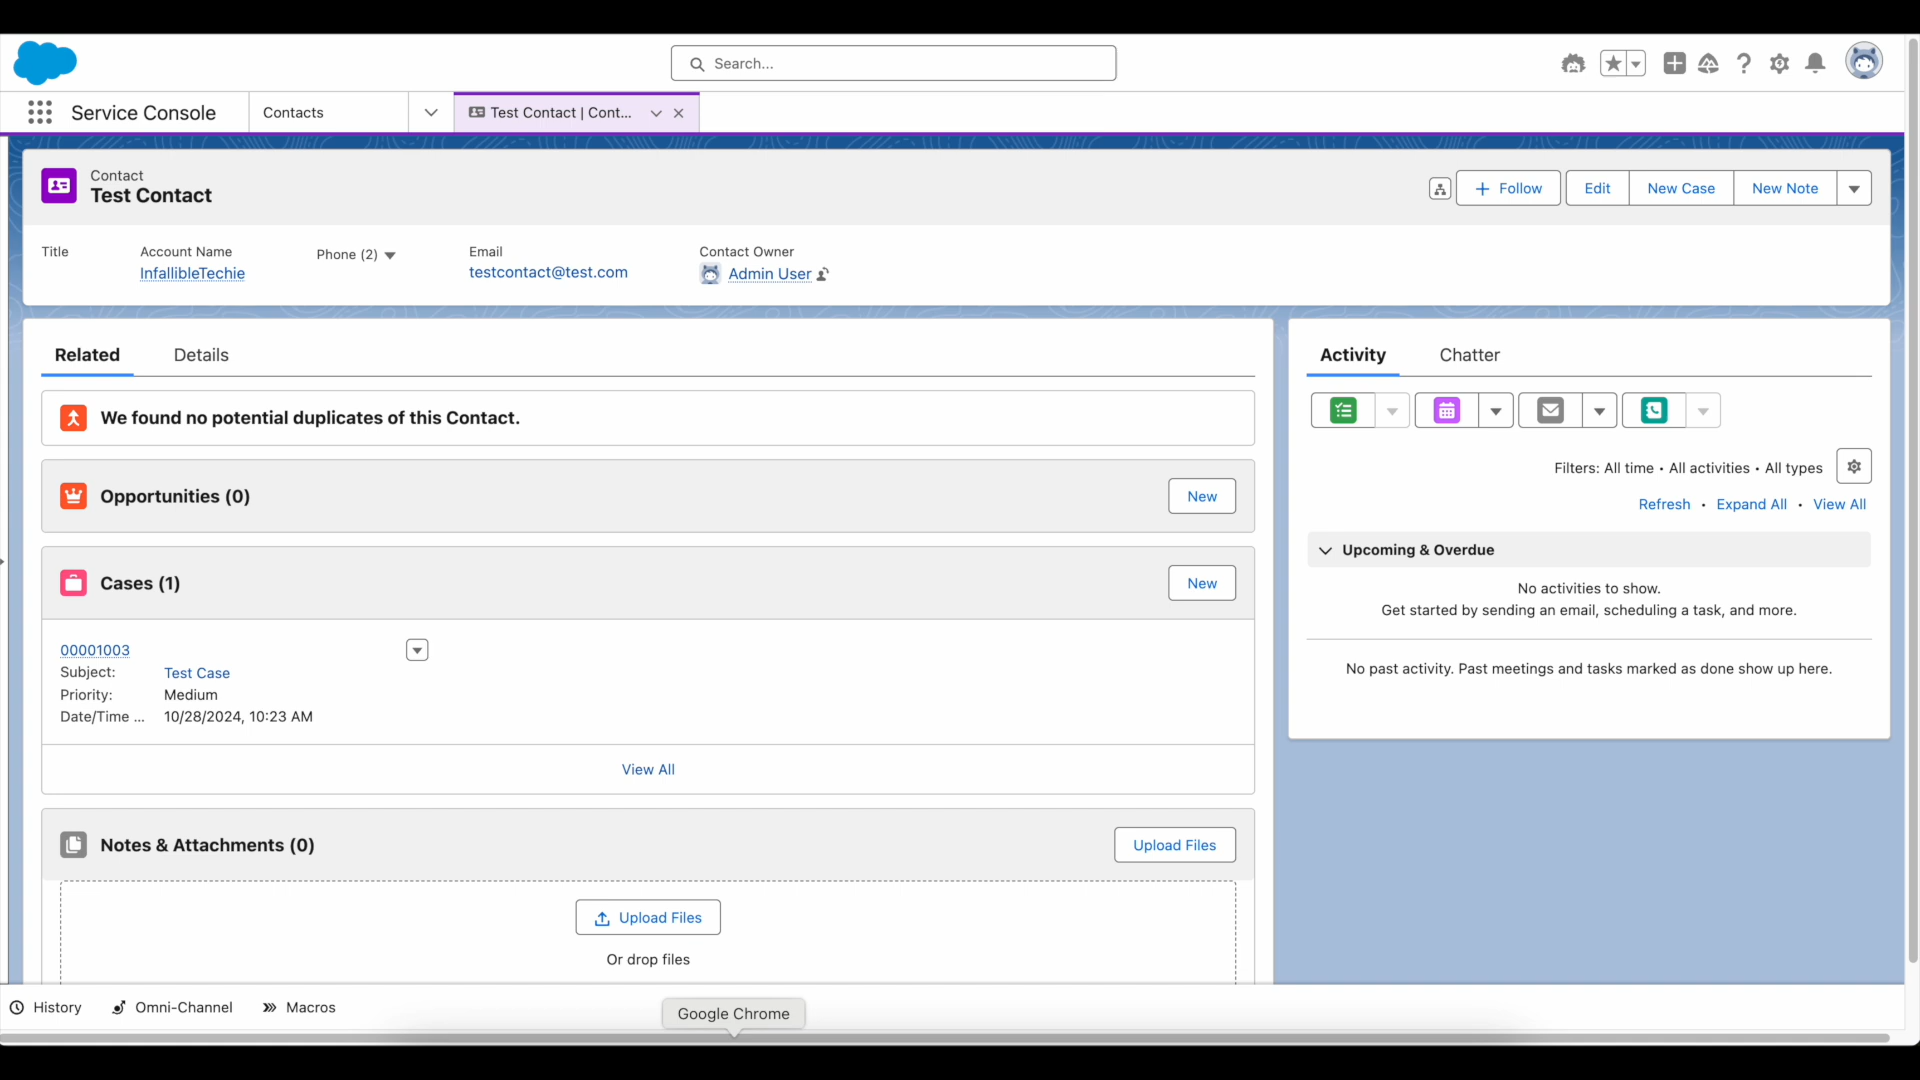 Search...
Service Console
Contacts
Test Contact | Cont...
Contact
Test Contact
Follow
Edit
New Case
New Note
Title
Account Name
InfallibleTechie
Phone (2)
Email
testcontact@test.com
Contact Owner
Admin User
Related
Details
We found no potential duplicates of this Contact.
Opportunities (0)
New
Cases (1)
New
00001003
Subject: Test Case
Priority: Medium
Date/Time ... 10/28/2024, 10:23 AM
View All
Notes & Attachments (0)
Upload Files
Upload Files
Or drop files
Activity
Chatter
Filters: All time • All activities • All types
Refresh • Expand All • View All
Upcoming & Overdue
No activities to show.
Get started by sending an email, scheduling a task, and more.
No past activity. Past meetings and tasks marked as done show up here.
History
Omni-Channel
Macros
Google Chrome